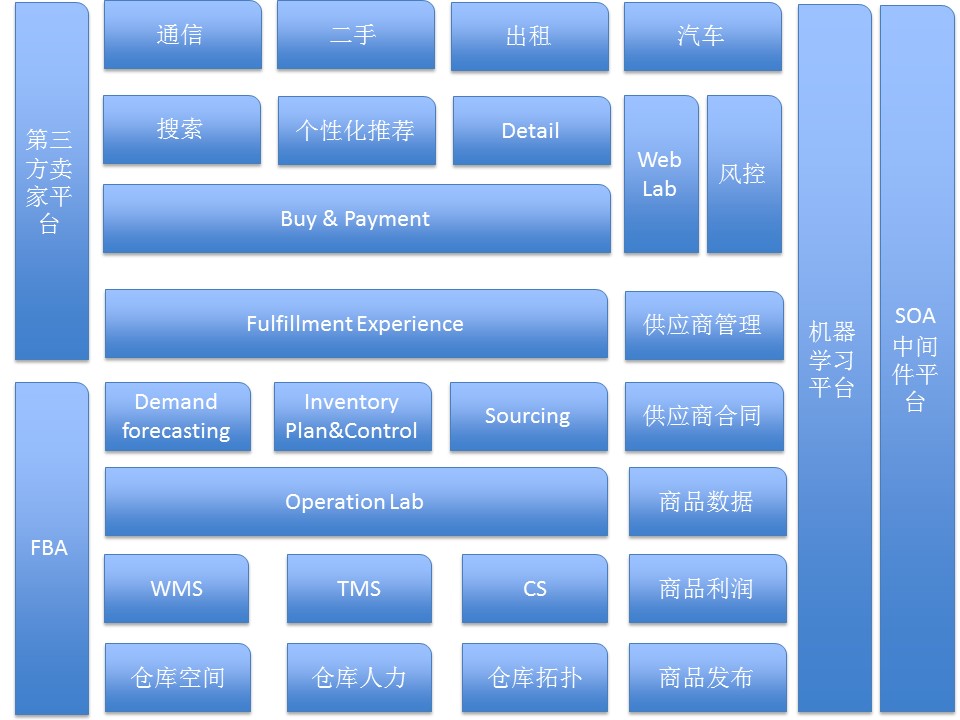 通信
二手
出租
汽车
第三
方卖
家平
台
搜索
个性化推荐
Detail
Web
Lab
风控
Buy & Payment
Fulfillment Experience
供应商管理
机器
学习
平台
SOA
中间
件平
台
FBA
Demand
forecasting
Inventory
Plan&Control
Sourcing
供应商合同
Operation Lab
商品数据
WMS
TMS
CS
商品利润
仓库空间
仓库人力
仓库拓扑
商品发布